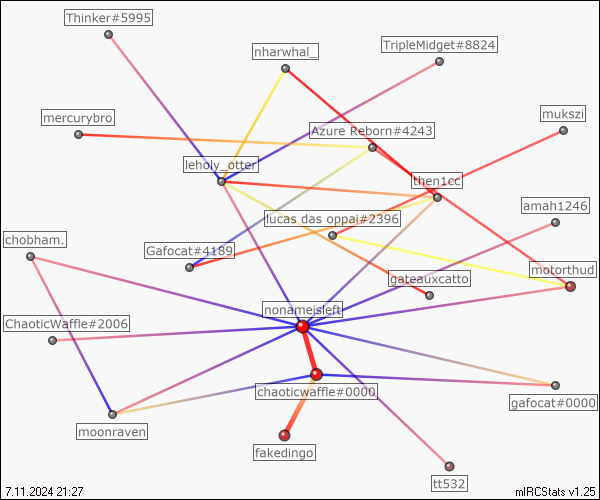 Thinker#5995
nharwhal_
TripleMidget#8824
mercurybro
mukszi
Azure Reborn#4243
leholy_otter
then1cc
amah1246
Lucas das oppai#2396
chobham.
Gafocat#4189
motorthud
gateauxcatto
nonameisleft
ChaoticWaffle#2006
chaoticwaffle#0000
gafocat#0000
moonraven
fakedingo
tt532
7.11.2024 21:27
mIRCStats v1.25